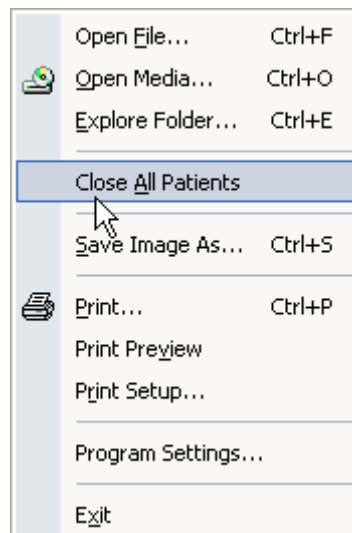 Open File... Ctrl+F
Open Media... Ctrl+O
Explore Folder... Ctrl+E
Close All Patients
Save Image As... Ctrl+S
Print... Ctrl+P
Print Preview
Print Setup...
Program Settings...
Exit